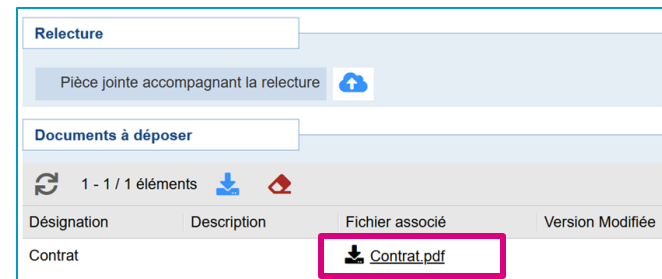 Relecture
Pièce jointe accompagnant la relecture
Documents à déposer
1 - 1 / 1 éléments
Désignation Description Fichier associé Version Modifiée
Contrat Contrat.pdf